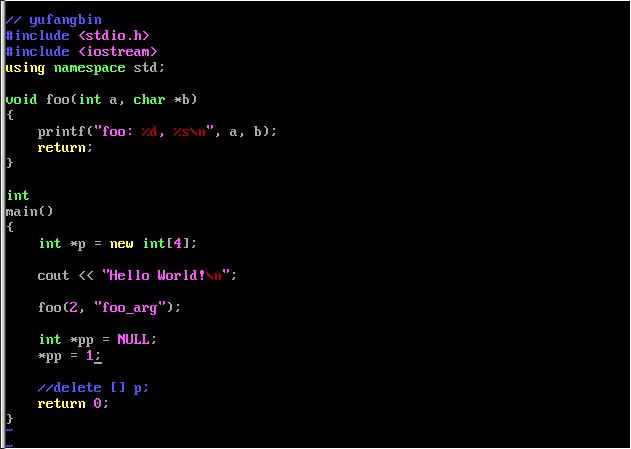 // yufangbin
#include <stdio.h>
#include <iostream>
using namespace std;
void foo(int a, char *b)
{
printf("foo: %d, %s\n", a, b);
return;
}
int
main()
{
int *p = new int[4];
cout << "Hello World!\n";
foo(2, "foo_arg");
int *pp = NULL;
*pp = 1;
//delete [] p;
return 0;
}
~
~